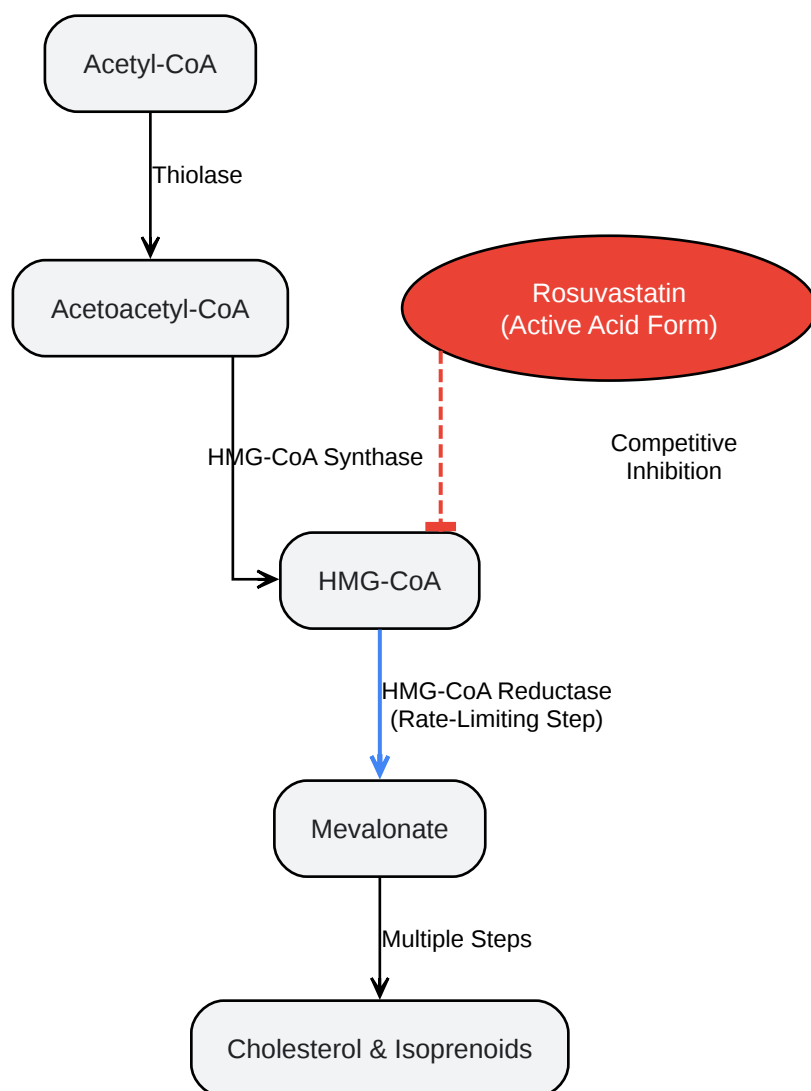 Acetyl-CoA
Thiolase
Acetoacetyl-CoA
Rosuvastatin
(Active Acid Form)
HMG-CoA Synthase
Competitive
Inhibition
HMG-CoA
HMG-CoA Reductase
(Rate-Limiting Step)
Mevalonate
Multiple Steps
Cholesterol & Isoprenoids